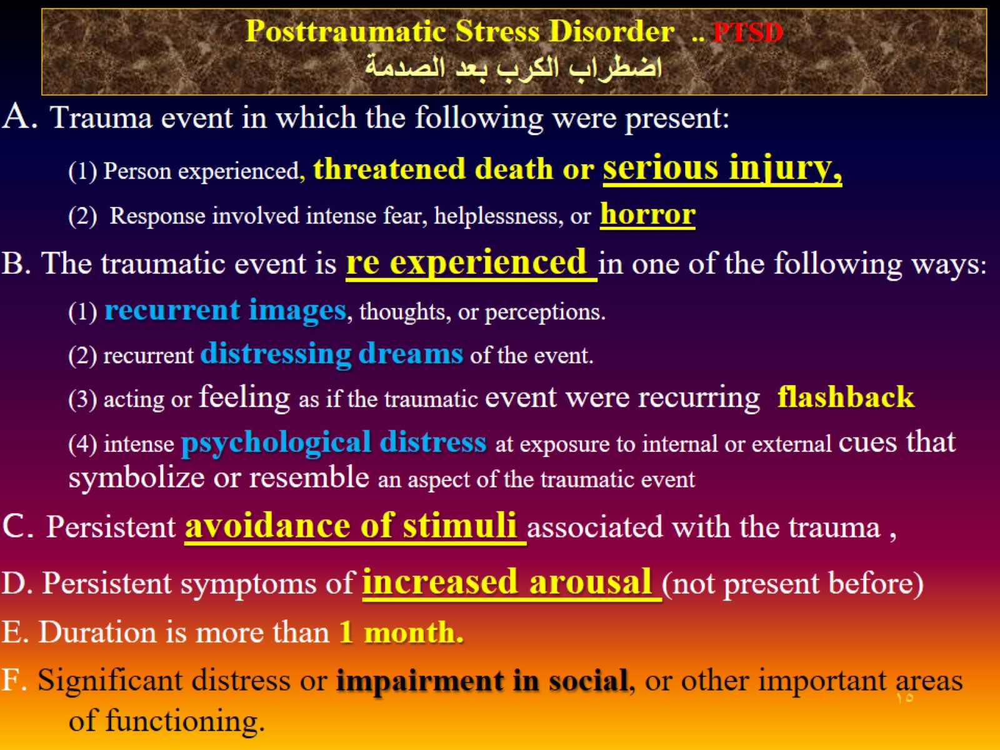 Posttraumatic Stress Disorder .. PTSD
اضطراب الكرب بعد الصدمة
A. Trauma event in which the following were present:
(1) Person experienced, threatened death or serious injury,
(2) Response involved intense fear, helplessness, or horror
B. The traumatic event is re experienced in one of the following ways:
(1) recurrent images, thoughts, or perceptions.
(2) recurrent distressing dreams of the event.
(3) acting or feeling as if the traumatic event were recurring flashback
(4) intense psychological distress at exposure to internal or external cues that
symbolize or resemble an aspect of the traumatic event
C. Persistent avoidance of stimuli associated with the trauma ,
D. Persistent symptoms of increased arousal (not present before)
E. Duration is more than 1 month.
F. Significant distress or impairment in social, or other important areas
of functioning.
١٥